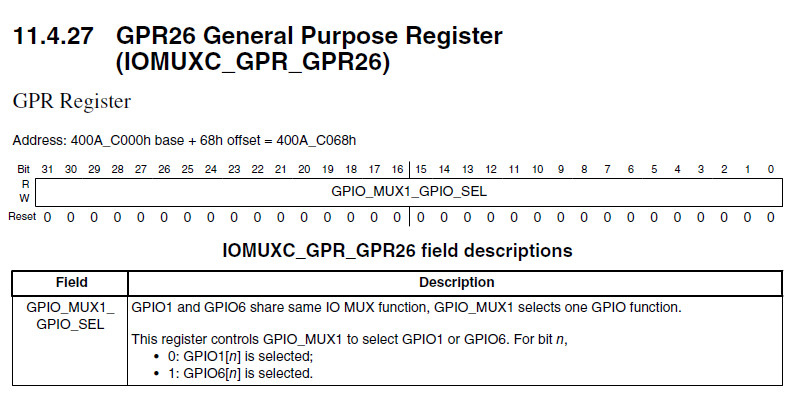 11.4.27 GPR26 General Purpose Register
(IOMUXC_GPR_GPR26)
GPR Register
Address: 400A_C000h base + 68h offset = 400A_C068h
Bit 31 30 29 28 27 26 25 24 23 22 21 20 19 18 17 16 15 14 13 12 11 10 9 8 7 6 5 4 3 2 1 0
R
GPIO_MUX1_GPIO_SEL
W
Reset 0 0 0 0 0 0 0 0 0 0 0 0 0 0 0 0 0 0 0 0 0 0 0 0 0 0 0 0 0 0 0 0
IOMUXC_GPR_GPR26 field descriptions
Field Description
GPIO_MUX1_ GPIO1 and GPIO6 share same IO MUX function, GPIO_MUX1 selects one GPIO function.
GPIO_SEL
This register controls GPIO_MUX1 to select GPIO1 or GPIO6. For bit n,
• 0: GPIO1[n] is selected;
• 1: GPIO6[n] is selected.